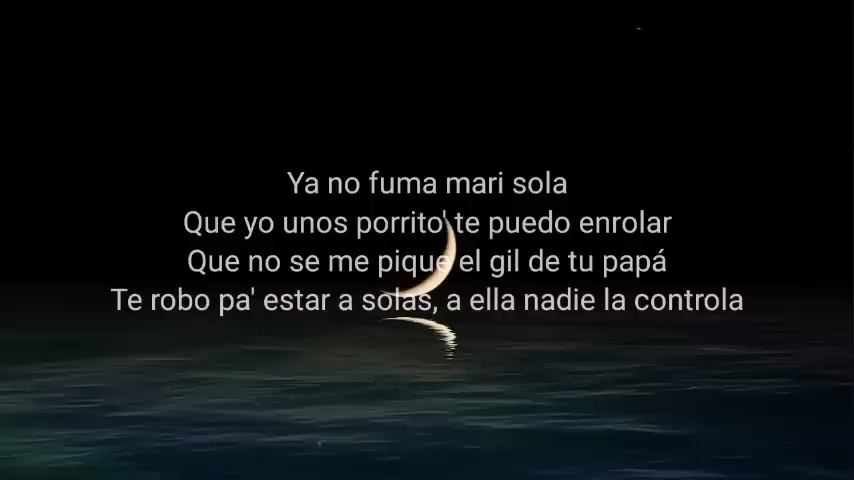 Ya no fuma mari sola
Que yo unos porrito' te puedo enrolar
Que no se me pique el gil de tu papá
Te robo pa' estar a solas, a ella nadie la controla